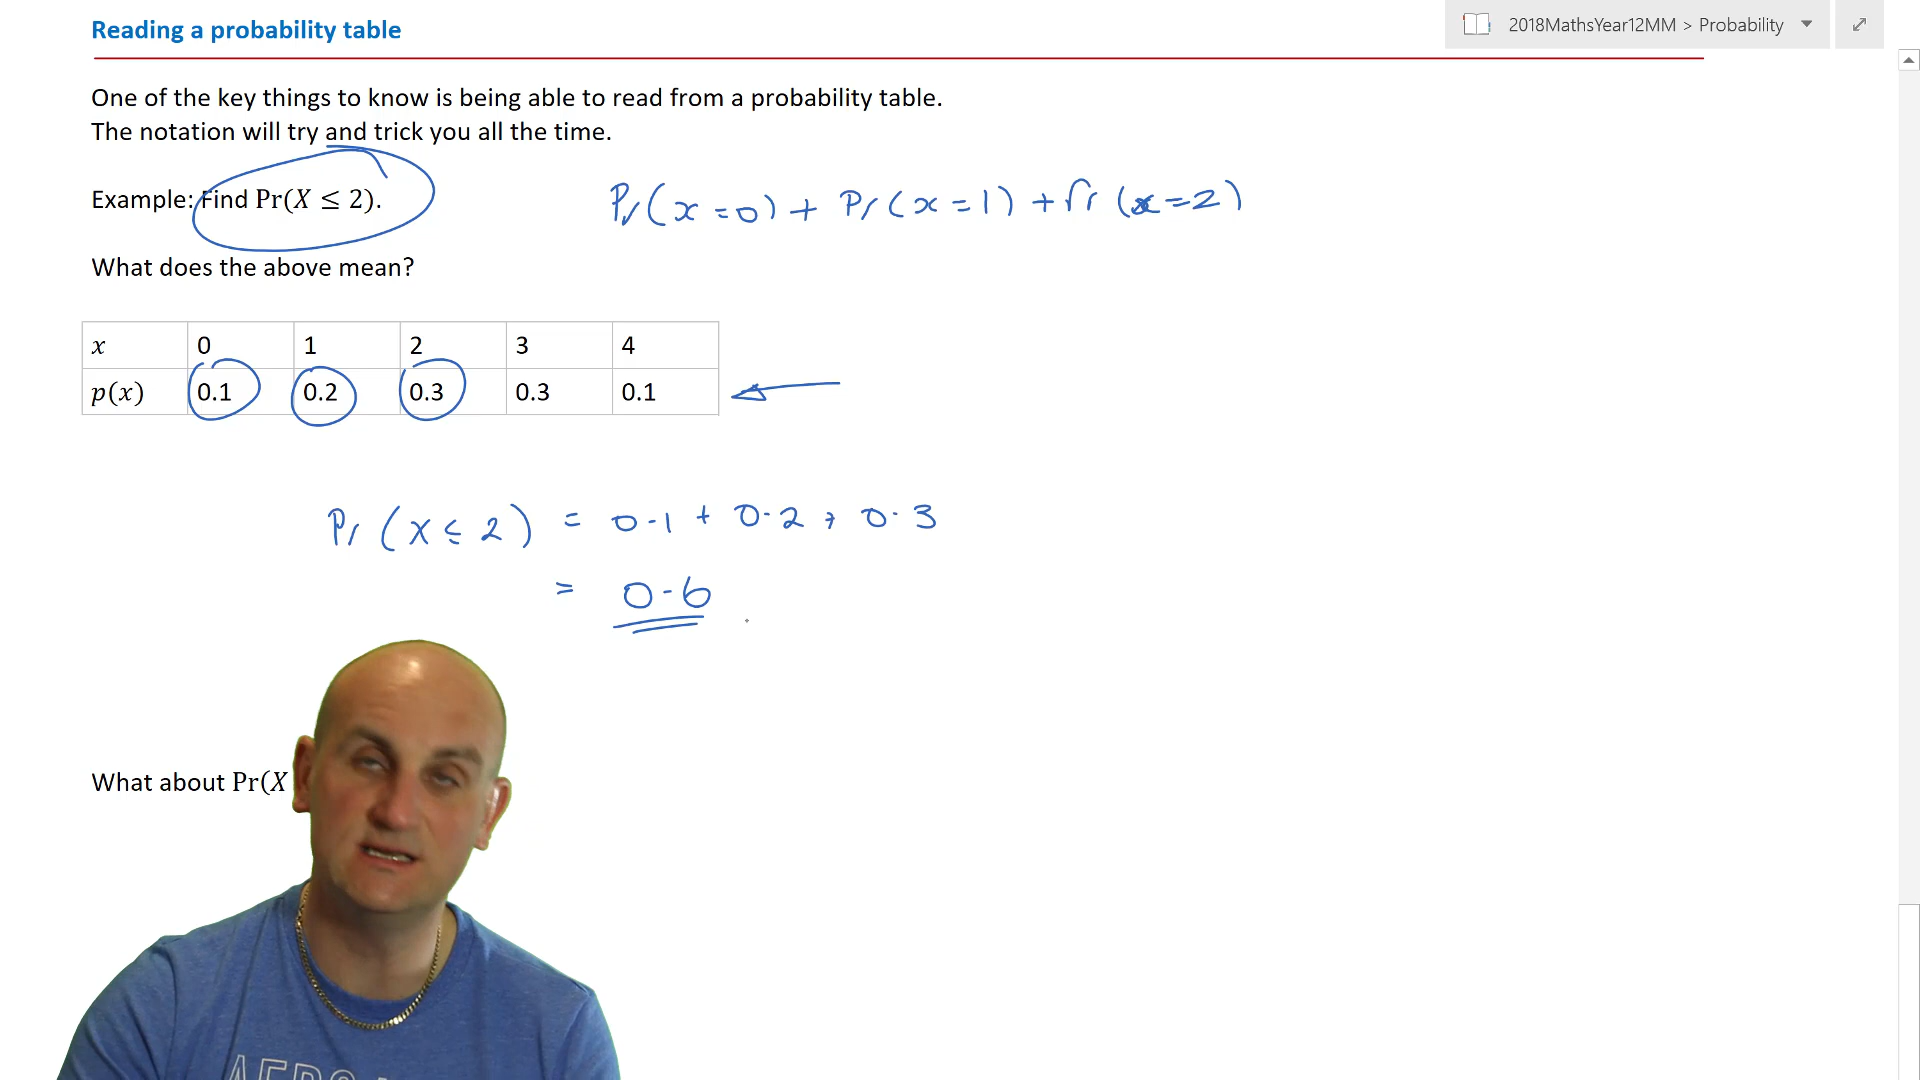 Reading a probability table
2018MathsYear12MM > Probability
One of the key things to know is being able to read from a probability table.
The notation will try and trick you all the time.
Example: Find Pr(X ≤ 2).
Pr(x=0) + Pr(x=1) + Pr(x=2)
What does the above mean?
x 0 1 2 3 4
p(x) 0.1 0.2 0.3 0.3 0.1
Pr(X ≤ 2) = 0.1 + 0.2 + 0.3
= 0.6
What about Pr(X